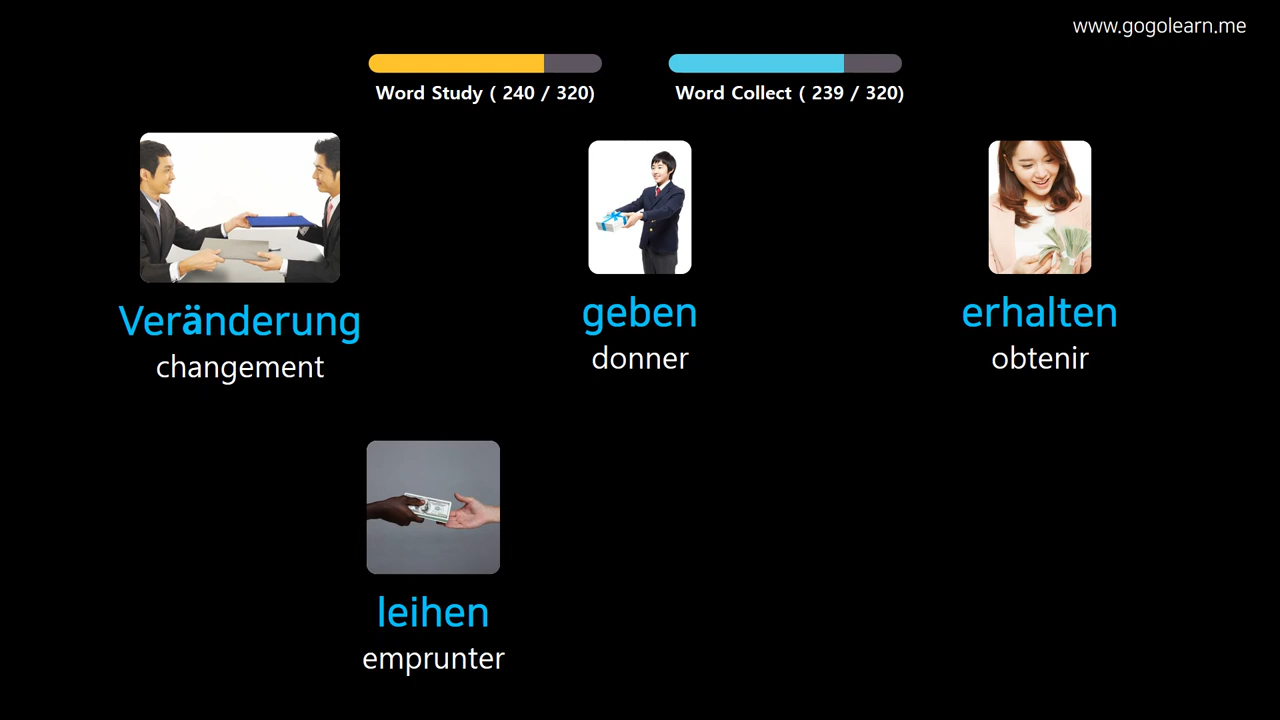 www.gogolearn.me
Word Study ( 240 / 320)
Word Collect ( 239 / 320)
Veränderung
changement
geben
donner
erhalten
obtenir
leihen
emprunter